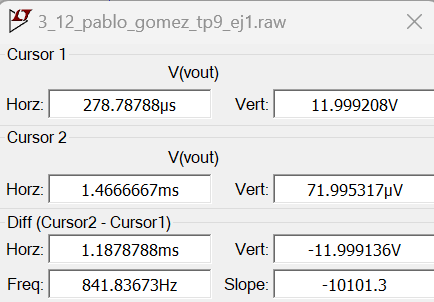 3_12_pablo_gomez_tp9_ej1.raw
Cursor 1
V(vout)
Horz: 278.78788µs Vert: 11.999208V
Cursor 2
V(vout)
Horz: 1.4666667ms Vert: 71.995317µV
Diff (Cursor2 - Cursor1)
Horz: 1.1878788ms Vert: -11.999136V
Freq: 841.83673Hz Slope: -10101.3